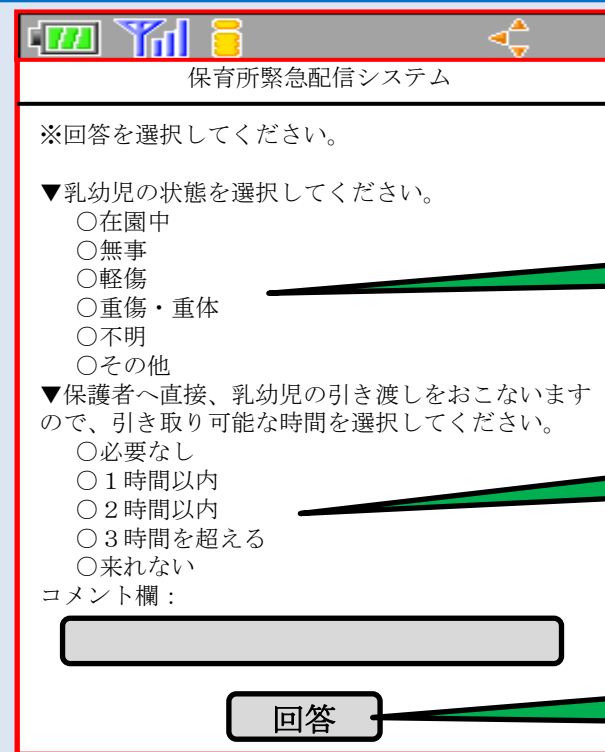 保育所緊急配信システム
※回答を選択してください。
▼乳幼児の状態を選択してください。
○在園中
○無事
○軽傷
○重傷・重体
○不明
○その他
▼保護者へ直接、乳幼児の引き渡しをおこないます
ので、引き取り可能な時間を選択してください。
○必要なし
○１時間以内
○２時間以内
○３時間を超える
○来れない
コメント欄：
回答